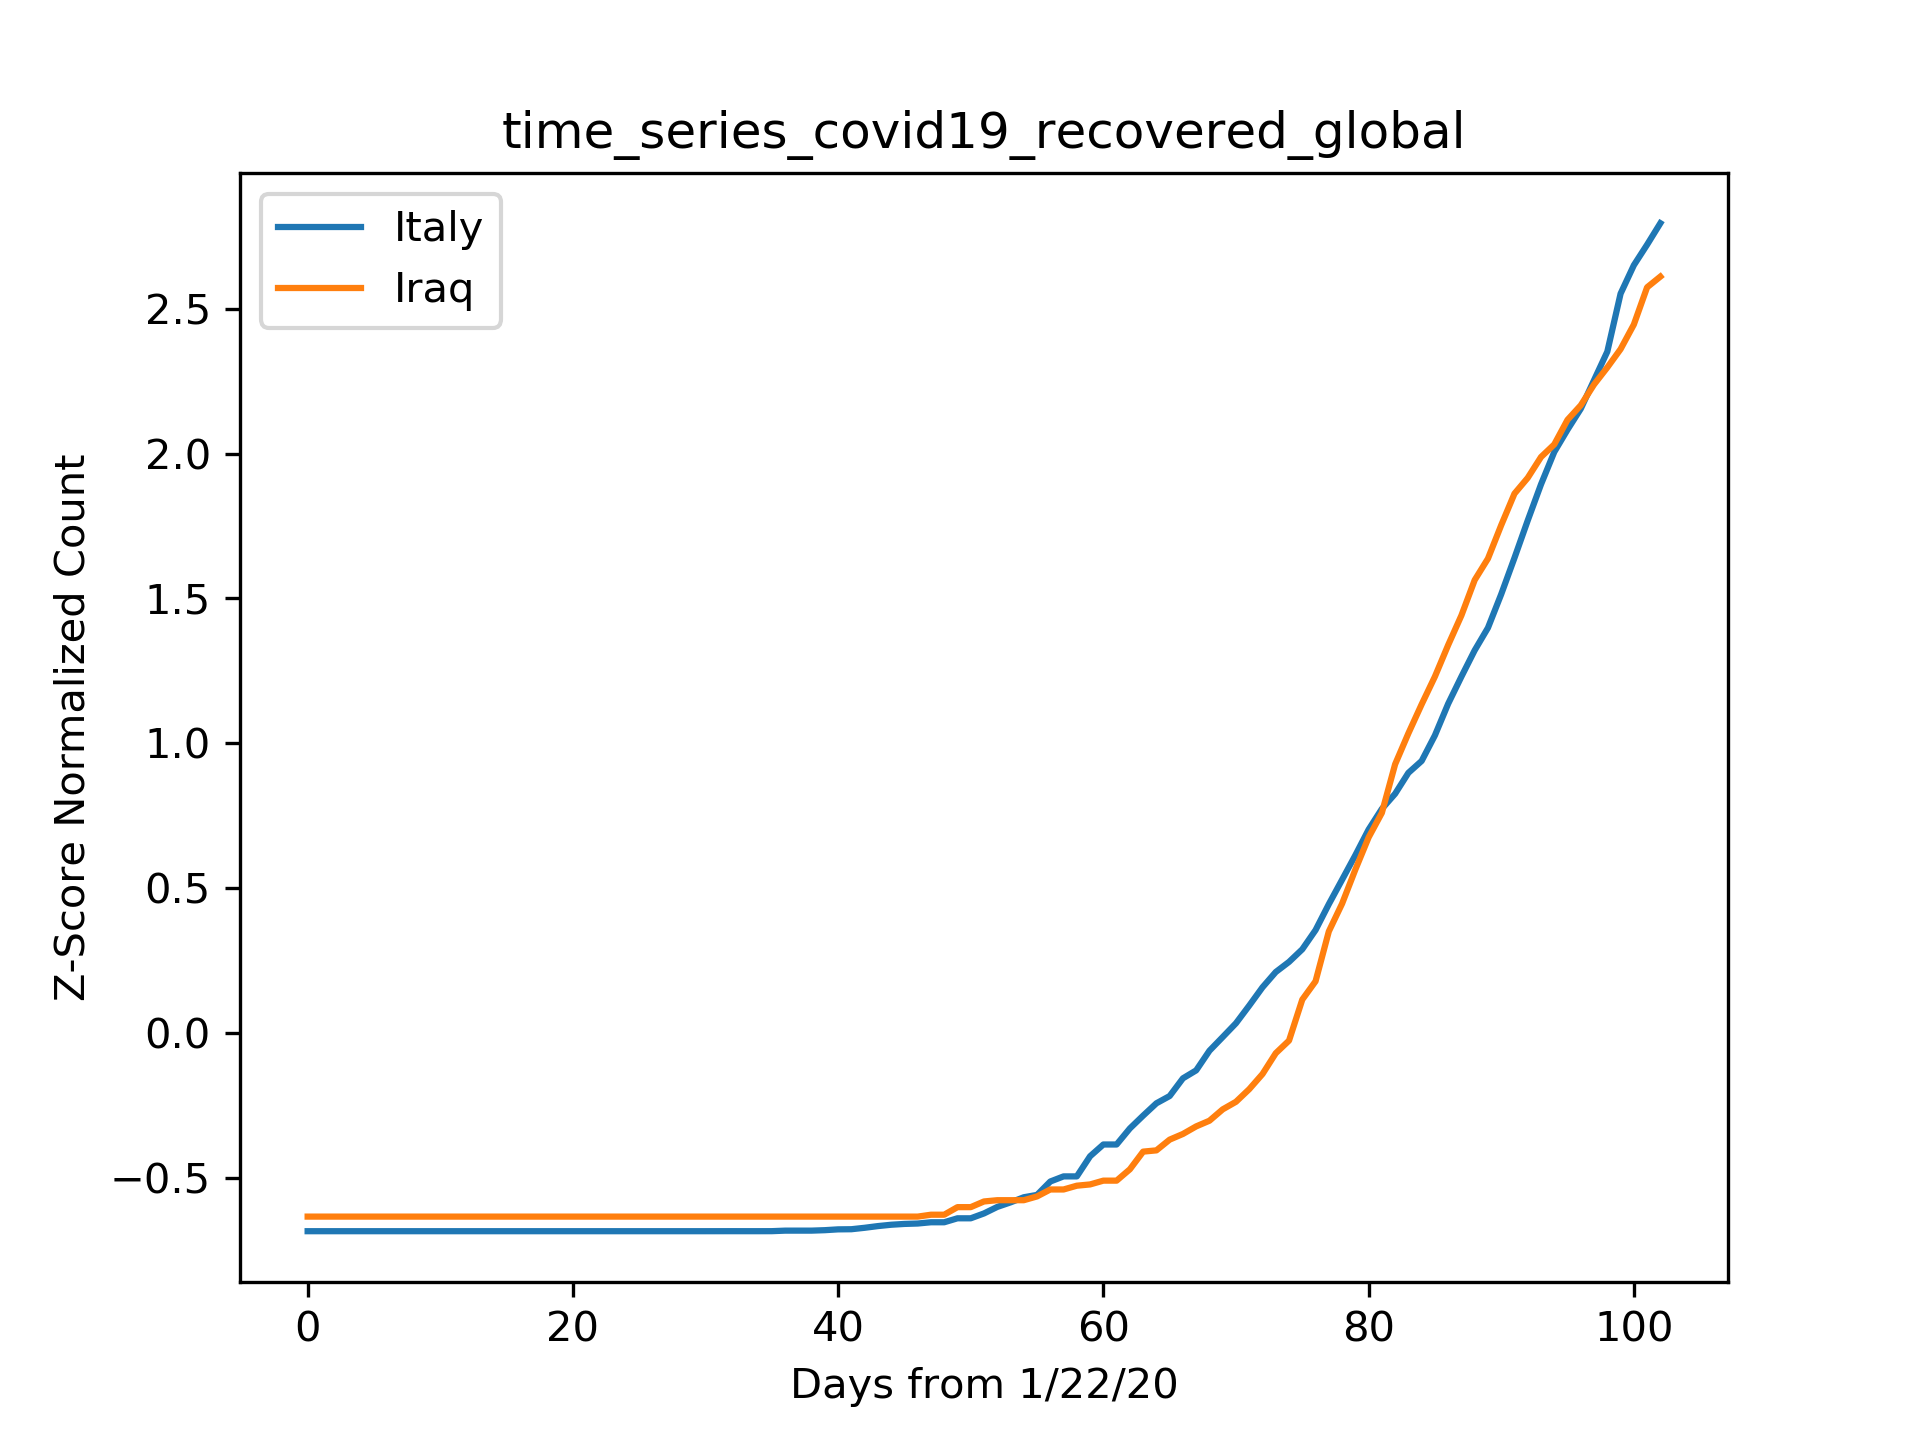 time_series_covid19_recovered_global
Italy
Iraq
2.5
2.0
1.5
1.0
0.5
0.0
−0.5
Z-Score Normalized Count
0 20 40 60 80 100
Days from 1/22/20